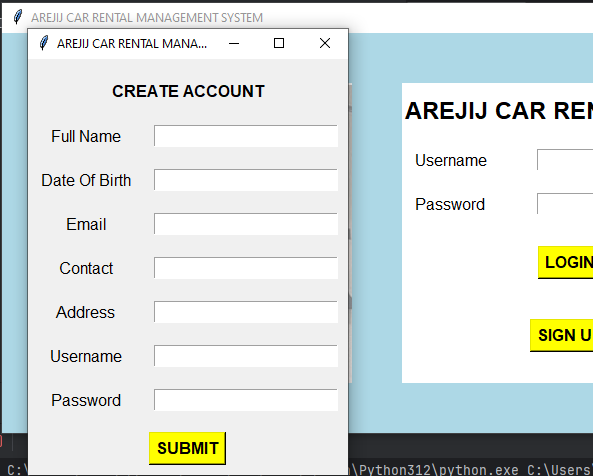 AREJIJ CAR RENTAL MANAGEMENT SYSTEM
AREJIJ CAR RENTAL MANA...
CREATE ACCOUNT
Full Name
Date Of Birth
Email
Contact
Address
Username
Password
SUBMIT
AREJIJ CAR REN
Username
Password
LOGIN
SIGN U
C:\
\Python312\python.exe C:\Users